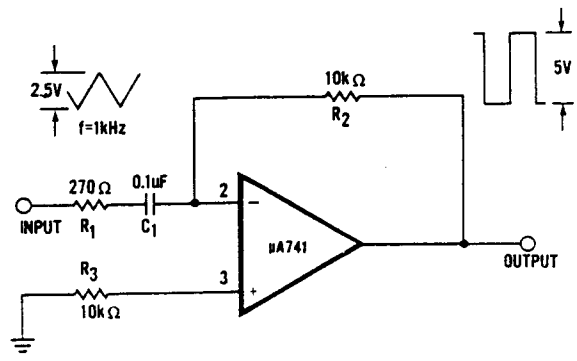 2.5V
f=1kHz
5V
10kΩ
R2
270Ω
0.1uF
2
−
INPUT
R1
C1
µA741
OUTPUT
R3
3
+
10kΩ